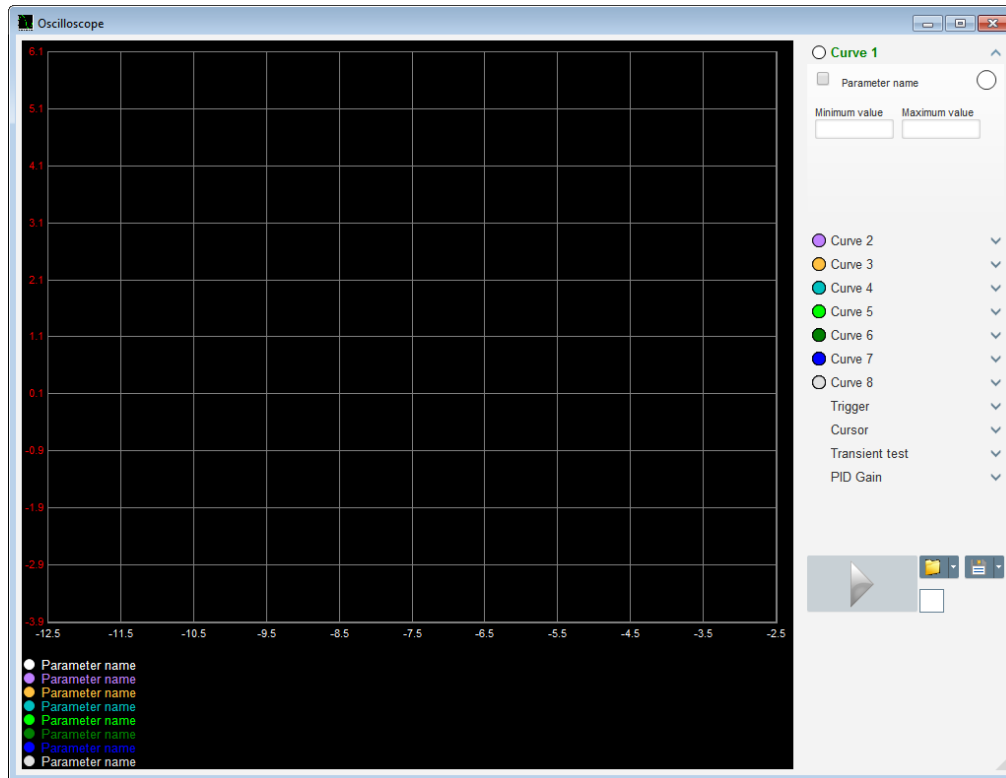 Oscilloscope
6.1
5.1
4.1
3.1
2.1
1.1
0.1
-0.9
-1.9
-2.9
-3.9
-12.5 -11.5 -10.5 -9.5 -8.5 -7.5 -6.5 -5.5 -4.5 -3.5 -2.5
Parameter name
Parameter name
Parameter name
Parameter name
Parameter name
Parameter name
Parameter name
Parameter name
Curve 1
Parameter name
Minimum value Maximum value
Curve 2
Curve 3
Curve 4
Curve 5
Curve 6
Curve 7
Curve 8
Trigger
Cursor
Transient test
PID Gain